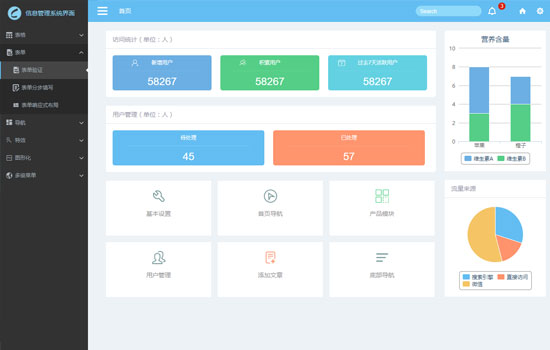 信息管理系统界面
首页
Search
3
表格
表单
表单验证
表单分步填写
表单响应式布局
导航
特效
图形化
多级菜单
访问统计（单位：人）
新增用户
58267
积累用户
58267
过去7天活跃用户
58267
用户管理（单位：人）
待处理
45
已处理
57
基本设置
首页导航
产品模块
用户管理
添加文章
底部导航
营养含量
10
8
6
4
2
0
苹果
橙子
维生素A
维生素B
流量来源
搜索引擎
直接访问
微信